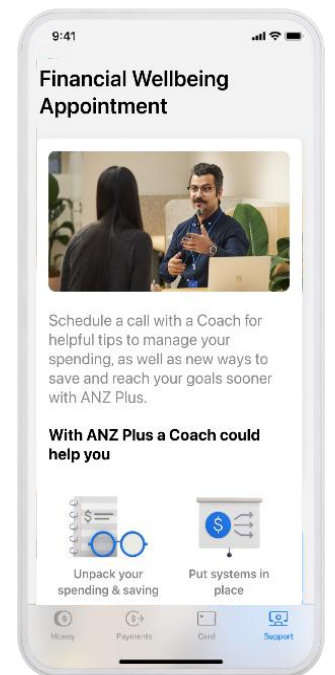 9:41
Financial Wellbeing
Appointment
Schedule a call with a Coach for
helpful tips to manage your
spending, as well as new ways to
save and reach your goals sooner
with ANZ Plus.
With ANZ Plus a Coach could
help you
$
$
Unpack your
spending & saving
Put systems in
place
$
$
Money
Payments
Card
Support